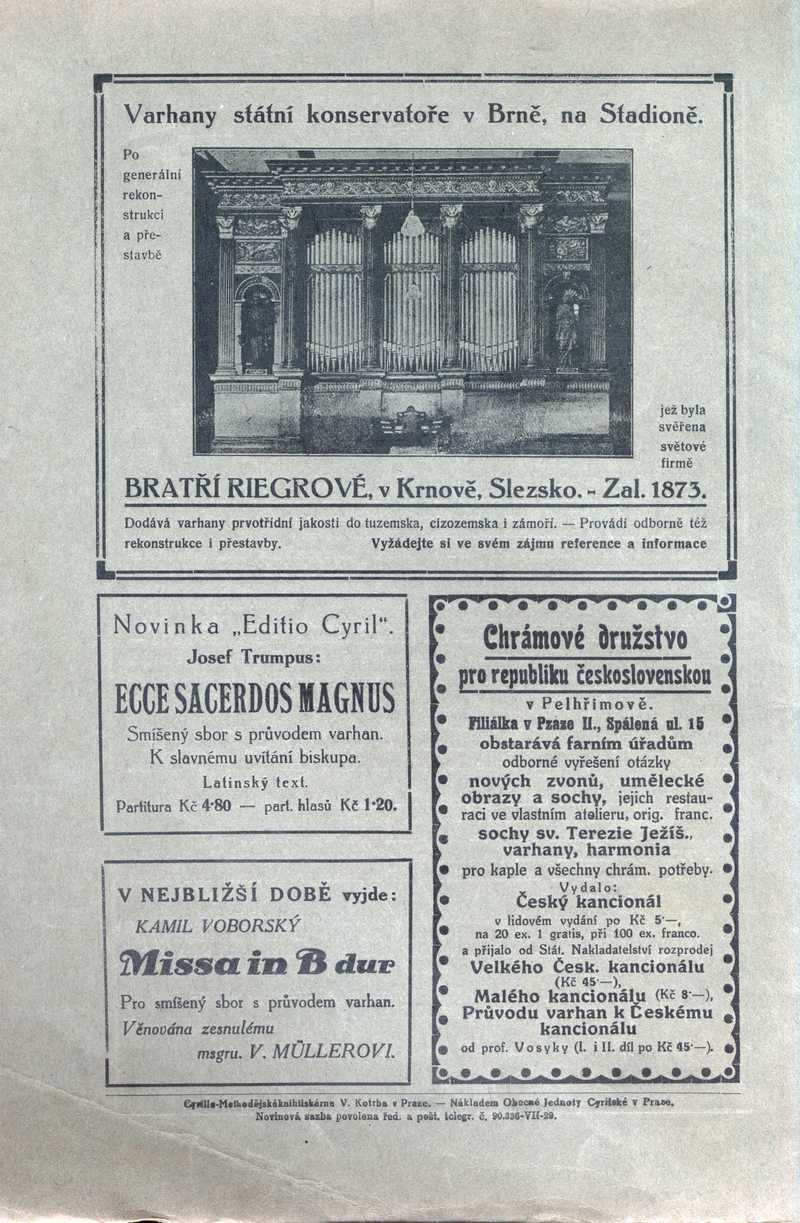 Varhany státní konservatoře v Brně, na Stadioně.
Po
generální
rekon-
strukci
a pře-
stavbě
jež byla
svěřena
světové
firmě
BRATŘÍ RIEGROVÉ, v Krnově, Slezsko. - Zal. 1873.
Dodává varhany prvotřídní jakosti do tuzemska, cizozemska i zámoří. — Provádí odborně též
rekonstrukce i přestavby. Vyžádejte si ve svém zájmu reference a informace
Novinka „Editio Cyril“.
Josef Trumpus:
ECCE SACERDOS MAGNUS
Smíšený sbor s průvodem varhan.
K slavnému uvítání biskupa.
Latinský text.
Partitura Kč 4·80 — part. hlasů Kč 1·20.
V NEJBLIŽŠÍ DOBĚ vyjde:
KAMIL VOBORSKÝ
Missa in B dur
Pro smíšený sbor s průvodem varhan.
Věnována zesnulému
msgru. V. MÜLLEROVI.
Chrámové družstvo
pro republiku československou
v Pelhřimově.
Filiálka v Praze II., Spálená ul. 15
obstarává farním úřadům
odborné vyřešení otázky
nových zvonů, umělecké
obrazy a sochy, jejich restau-
raci ve vlastním atelieru, orig. franc.
sochy sv. Terezie Ježíš.,
varhany, harmonia
pro kaple a všechny chrám. potřeby.
Vydalo:
Český kancionál
v lidovém vydání po Kč 5·—,
na 20 ex. 1 gratis, při 100 ex. franco.
a přijalo od Stát. Nakladatelství rozprodej
Velkého Česk. kancionálu
(Kč 45·—),
Malého kancionálu (Kč 8·—),
Průvodu varhan k Českému
kancionálu
od prof. Vosyky (I. i II. díl po Kč 45·—).
Cyrillo-Methodějskáknihtiskárna V. Kotrba v Praze. — Nákladem Obecné Jednoty Cyrilské v Praze.
Novinová sazba povolena řed. a pošt. telegr. č. 90.336-VII-29.